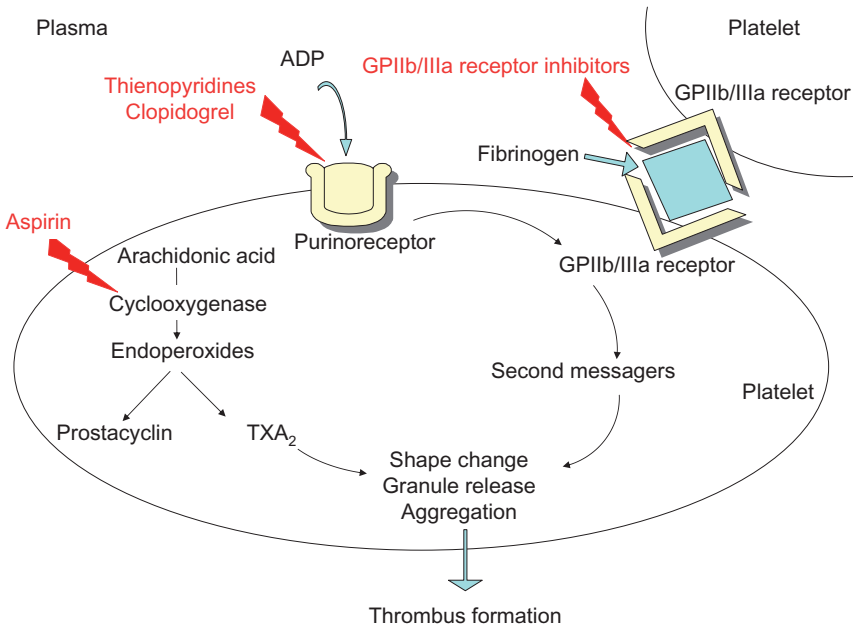 Plasma
Platelet
ADP
GPIIb/IIIa receptor inhibitors
Thienopyridines
Clopidogrel
GPIIb/IIIa receptor
Fibrinogen
Aspirin
Purinoreceptor
Arachidonic acid
GPIIb/IIIa receptor
Cyclooxygenase
Endoperoxides
Second messagers
Platelet
Prostacyclin
TXA₂
Shape change
Granule release
Aggregation
Thrombus formation